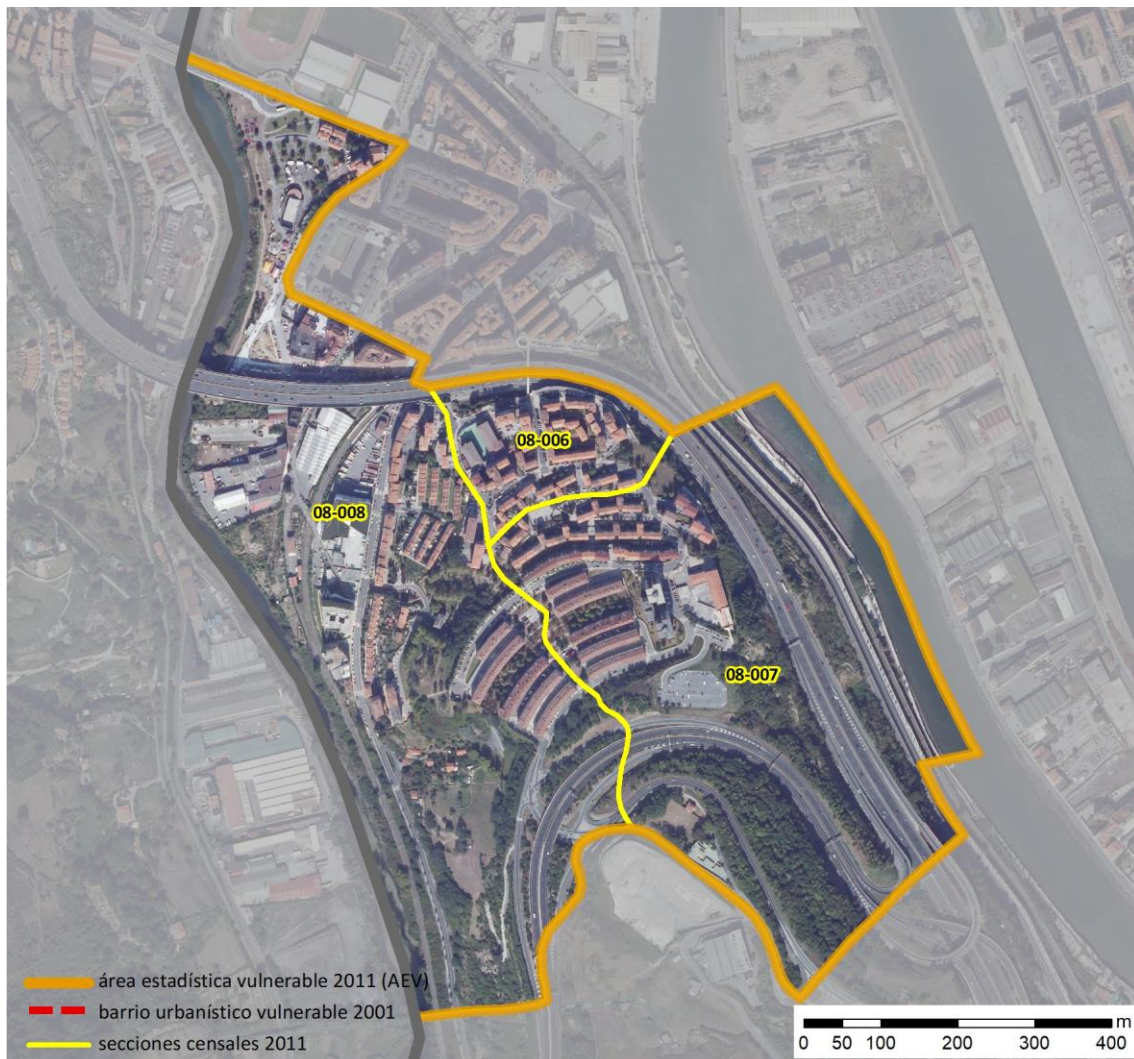 08-006
08-008
08-007
área estadística vulnerable 2011 (AEV)
barrio urbanístico vulnerable 2001
secciones censales 2011
m
0 50 100 200 300 400